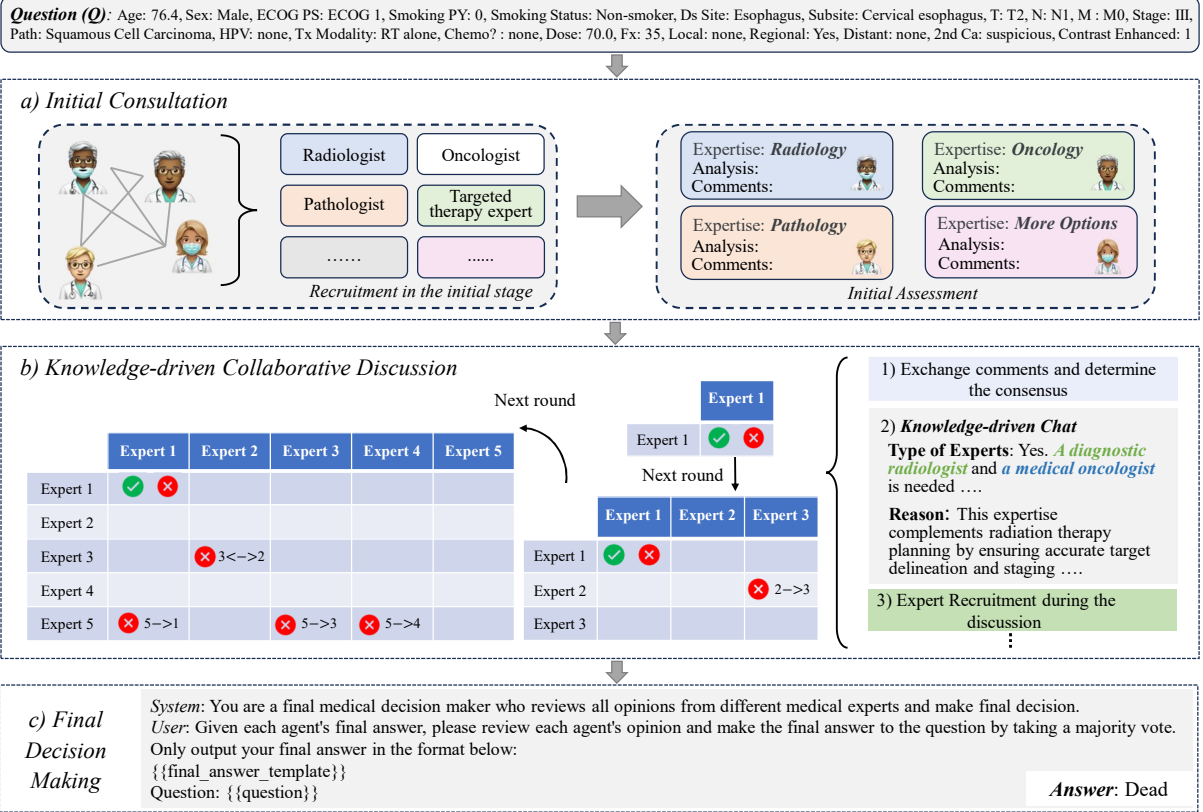 Question (Q): Age: 76.4, Sex: Male, ECOG PS: ECOG 1, Smoking PY: 0, Smoking Status: Non-smoker, Ds Site: Esophagus, Subsite: Cervical esophagus, T: T2, N: N1, M : M0, Stage: III,
Path: Squamous Cell Carcinoma, HPV: none, Tx Modality: RT alone, Chemo? : none, Dose: 70.0, Fx: 35, Local: none, Regional: Yes, Distant: none, 2nd Ca: suspicious, Contrast Enhanced: 1
a) Initial Consultation
Radiologist
Oncologist
Pathologist
Targeted
therapy expert
......
......
Recruitment in the initial stage
Expertise: Radiology
Analysis:
Comments:
Expertise: Oncology
Analysis:
Comments:
Expertise: Pathology
Analysis:
Comments:
Expertise: More Options
Analysis:
Comments:
Initial Assessment
b) Knowledge-driven Collaborative Discussion
Next round
Expert 1 Expert 2 Expert 3 Expert 4 Expert 5
Expert 1
Expert 2
Expert 3 3<->2
Expert 4
Expert 5 5->1 5->3 5->4
Expert 1
Expert 1
Next round
Expert 1 Expert 2 Expert 3
Expert 1
Expert 2 2->3
Expert 3
1) Exchange comments and determine
the consensus
2) Knowledge-driven Chat
Type of Experts: Yes. A diagnostic
radiologist and a medical oncologist
is needed ….
Reason: This expertise
complements radiation therapy
planning by ensuring accurate target
delineation and staging ….
3) Expert Recruitment during the
discussion
c) Final
Decision
Making
System: You are a final medical decision maker who reviews all opinions from different medical experts and make final decision.
User: Given each agent's final answer, please review each agent's opinion and make the final answer to the question by taking a majority vote.
Only output your final answer in the format below:
{{final_answer_template}}
Question: {{question}}
Answer: Dead